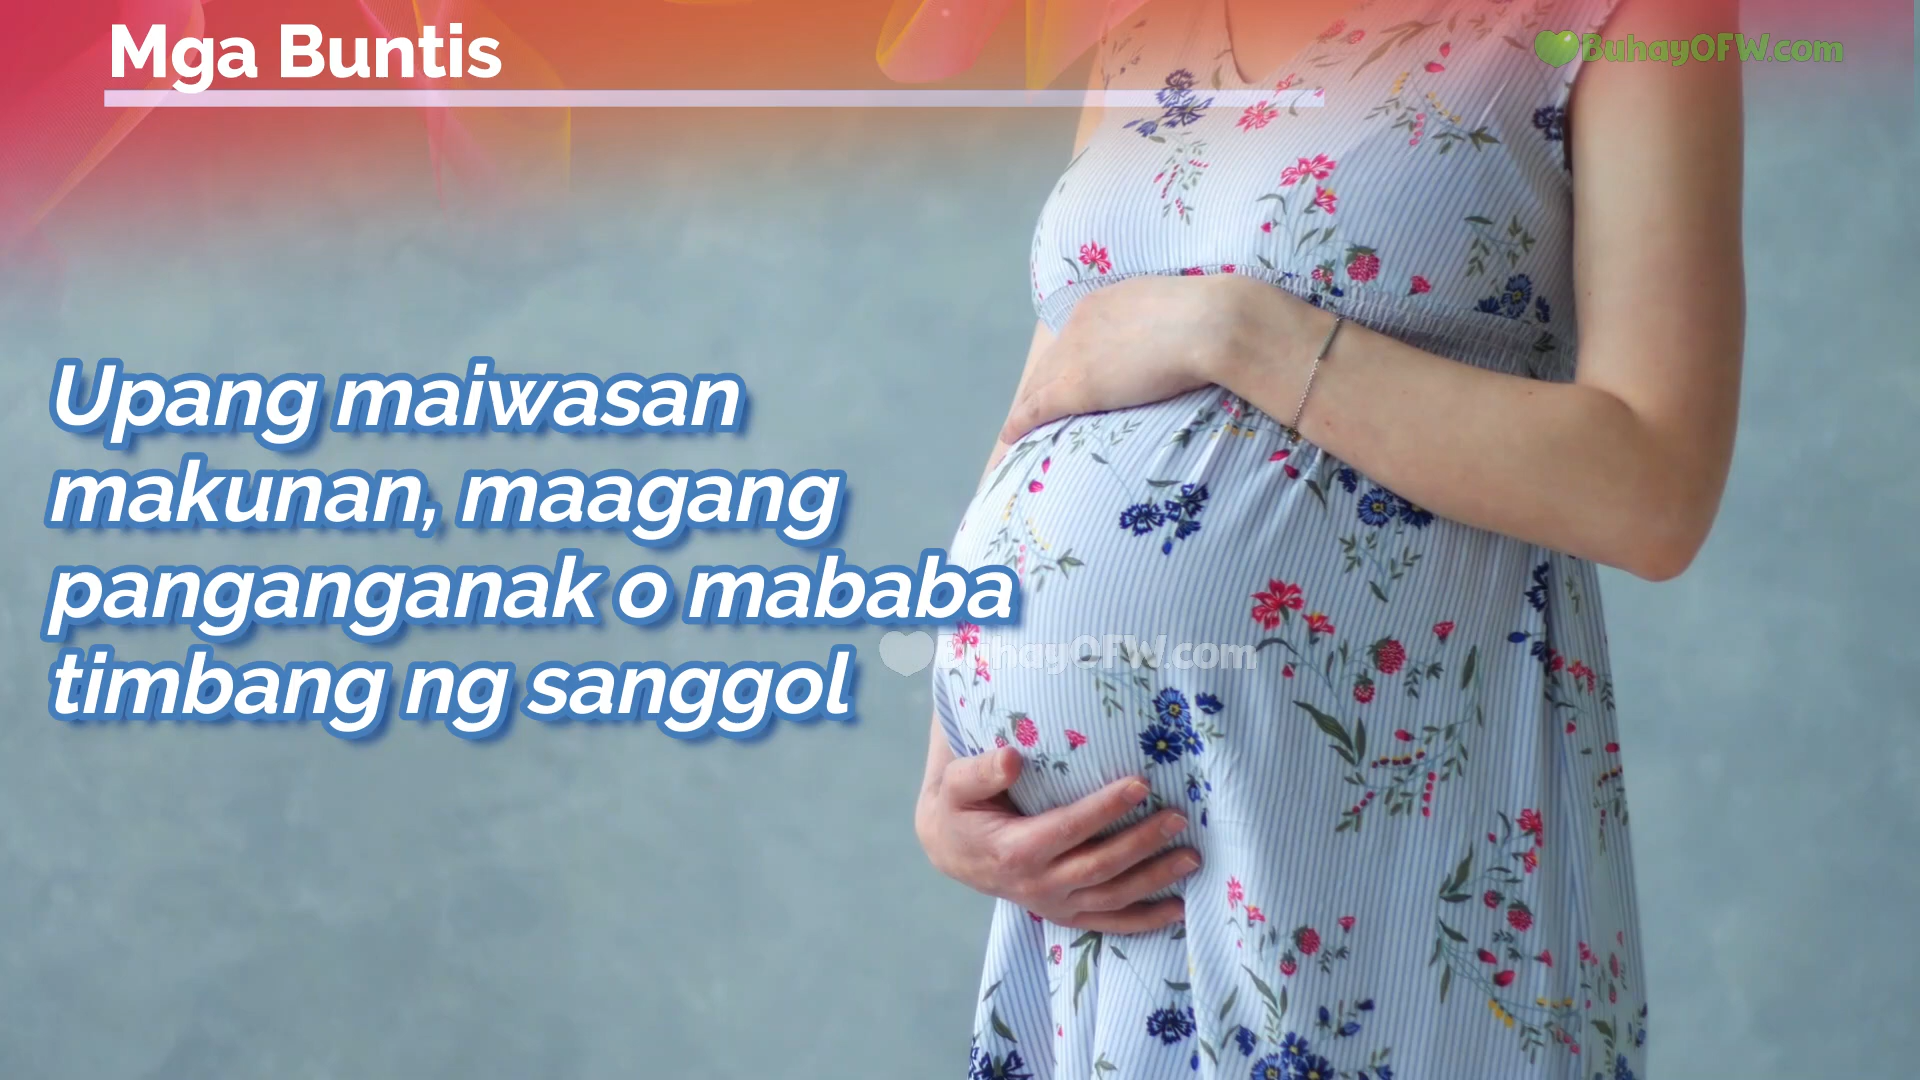 Mga Buntis
BuhayOFW.com
Upang maiwasan
makunan, maagang
panganganak o mababa
timbang ng sanggol
BuhayOFW.com